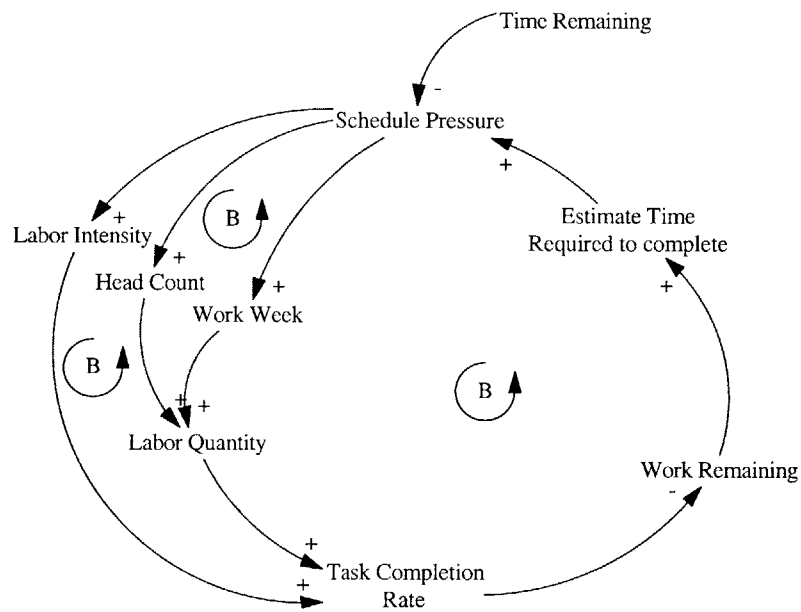 Time Remaining
-
Schedule Pressure
+
+
Estimate Time
Required to complete
B
Labor Intensity
+
Head Count
+
+
Work Week
B
B
+ +
Labor Quantity
Work Remaining
-
+
Task Completion
+
Rate